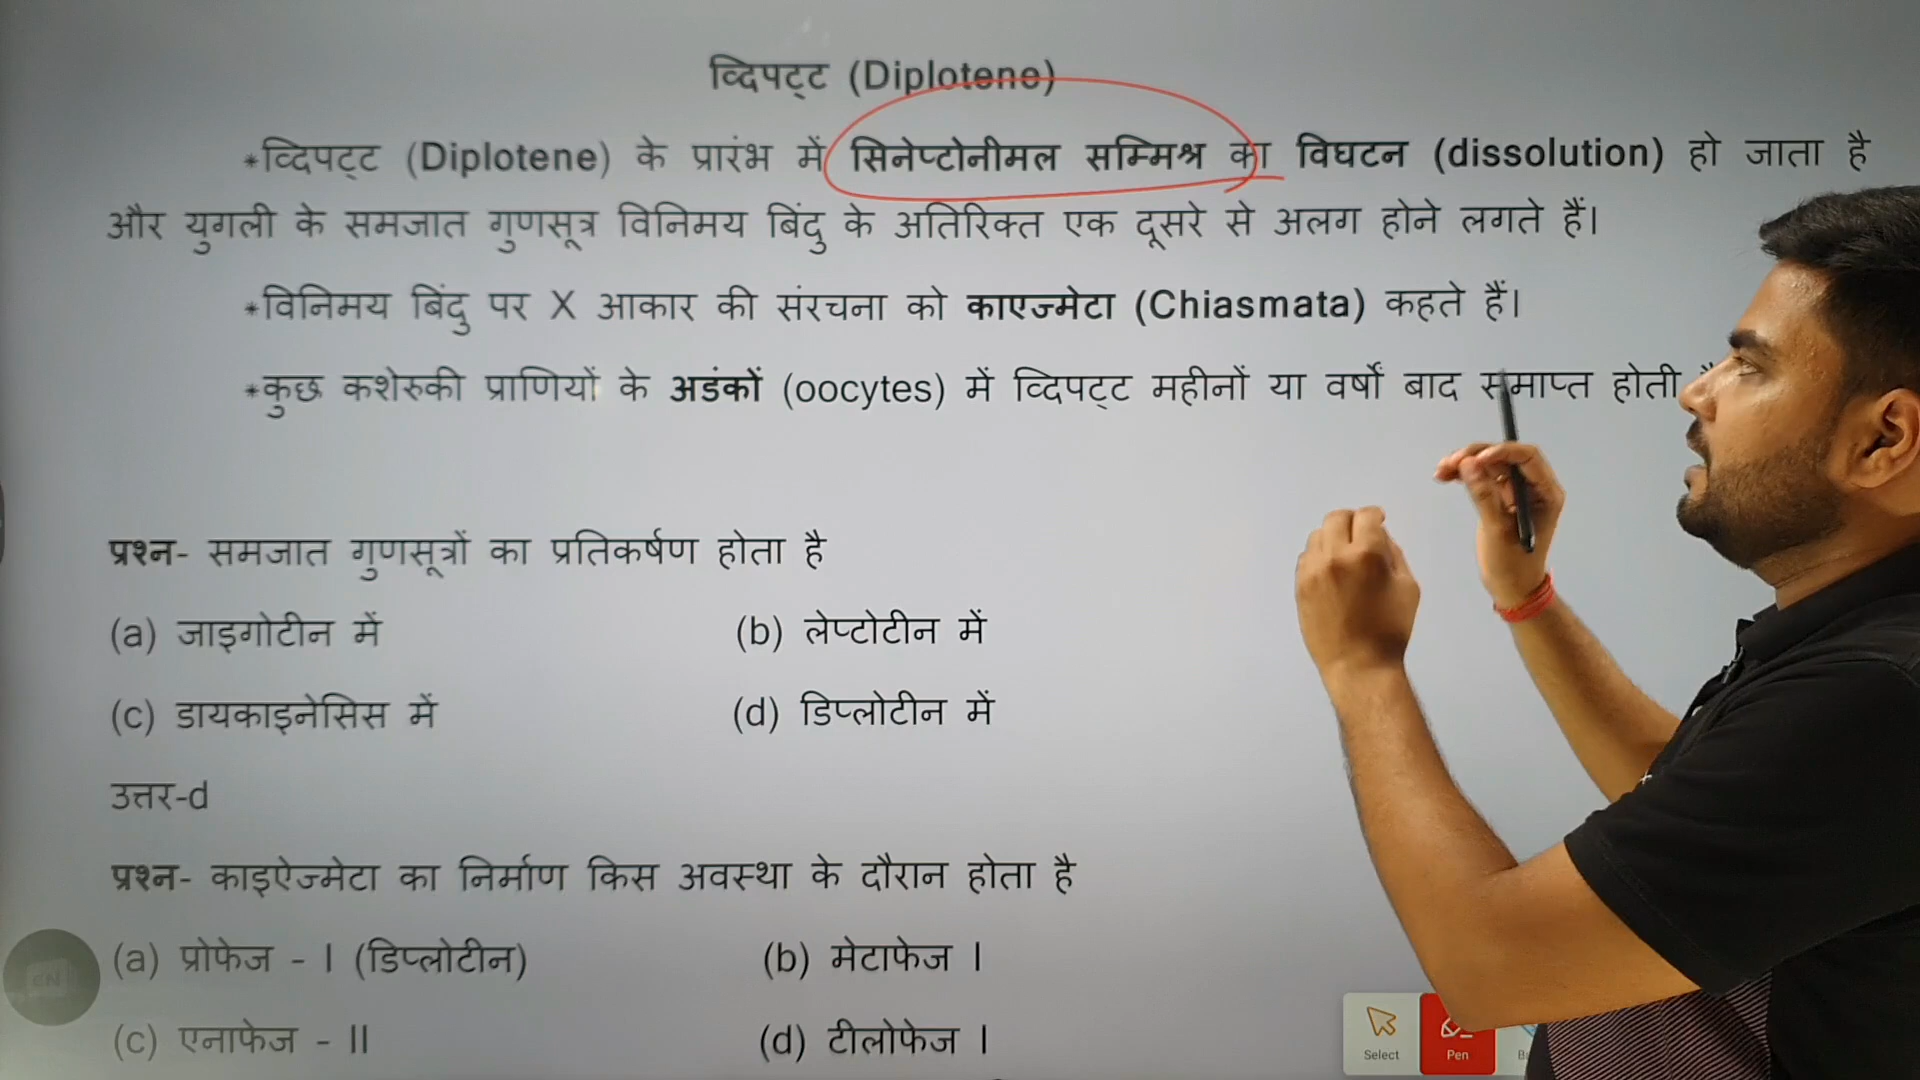 व्दिपट्ट (Diplotene)
*व्दिपट्ट (Diplotene) के प्रारंभ में सिनेप्टोनीमल सम्मिश्र का विघटन (dissolution) हो जाता है
और युगली के समजात गुणसूत्र विनिमय बिंदु के अतिरिक्त एक दूसरे से अलग होने लगते हैं।
*विनिमय बिंदु पर X आकार की संरचना को काएज्मेटा (Chiasmata) कहते हैं।
*कुछ कशेरुकी प्राणियों के अडंकों (oocytes) में व्दिपट्ट महीनों या वर्षों बाद समाप्त होती
प्रश्न- समजात गुणसूत्रों का प्रतिकर्षण होता है
(a) जाइगोटीन में (b) लेप्टोटीन में
(c) डायकाइनेसिस में (d) डिप्लोटीन में
उत्तर-d
प्रश्न- काइऐज्मेटा का निर्माण किस अवस्था के दौरान होता है
(a) प्रोफेज - I (डिप्लोटीन) (b) मेटाफेज I
(c) एनाफेज - II (d) टीलोफेज I
EN
Select Pen